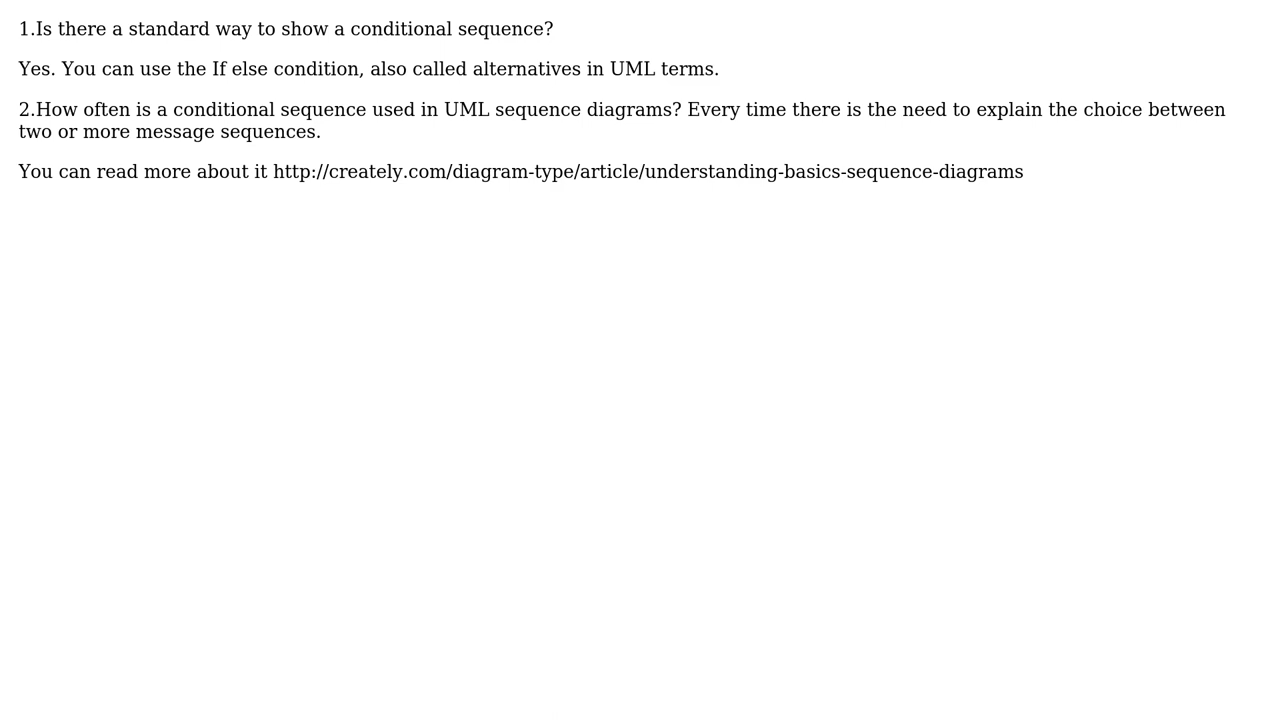 1.Is there a standard way to show a conditional sequence?
Yes. You can use the If else condition, also called alternatives in UML terms.
2.How often is a conditional sequence used in UML sequence diagrams? Every time there is the need to explain the choice between
two or more message sequences.
You can read more about it http://creately.com/diagram-type/article/understanding-basics-sequence-diagrams